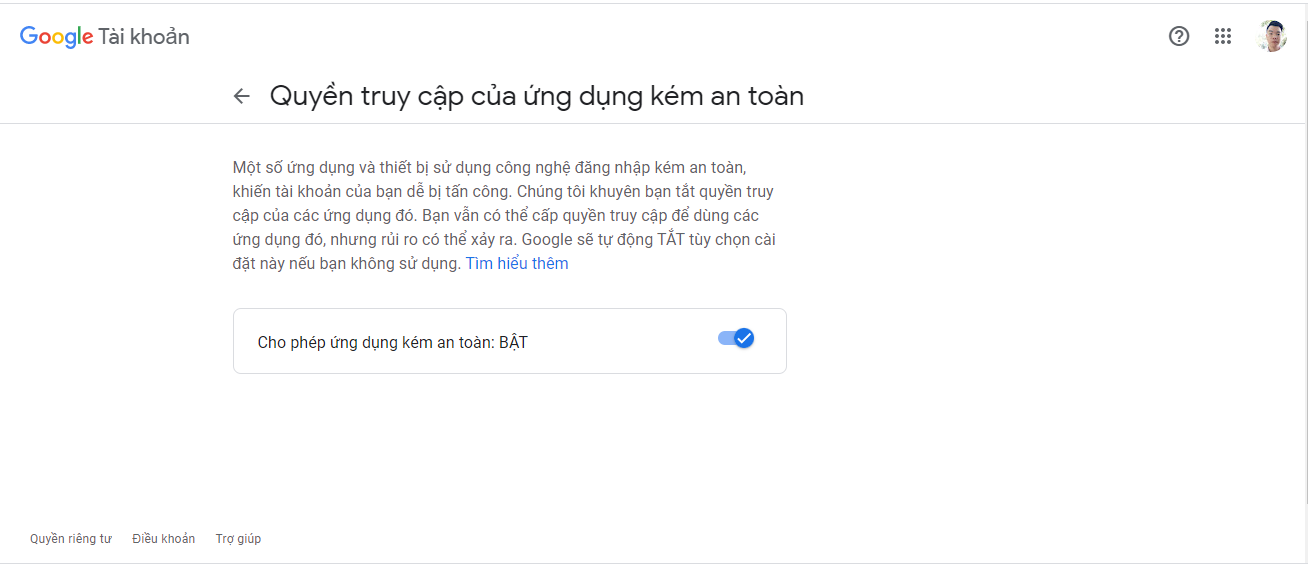 Google Tài khoản
Quyền truy cập của ứng dụng kém an toàn
Một số ứng dụng và thiết bị sử dụng công nghệ đăng nhập kém an toàn,
khiến tài khoản của bạn dễ bị tấn công. Chúng tôi khuyên bạn tắt quyền truy
cập của các ứng dụng đó. Bạn vẫn có thể cấp quyền truy cập để dùng các
ứng dụng đó, nhưng rủi ro có thể xảy ra. Google sẽ tự động TẮT tùy chọn cài
đặt này nếu bạn không sử dụng. Tìm hiểu thêm
Cho phép ứng dụng kém an toàn: BẬT
Quyền riêng tư Điều khoản Trợ giúp